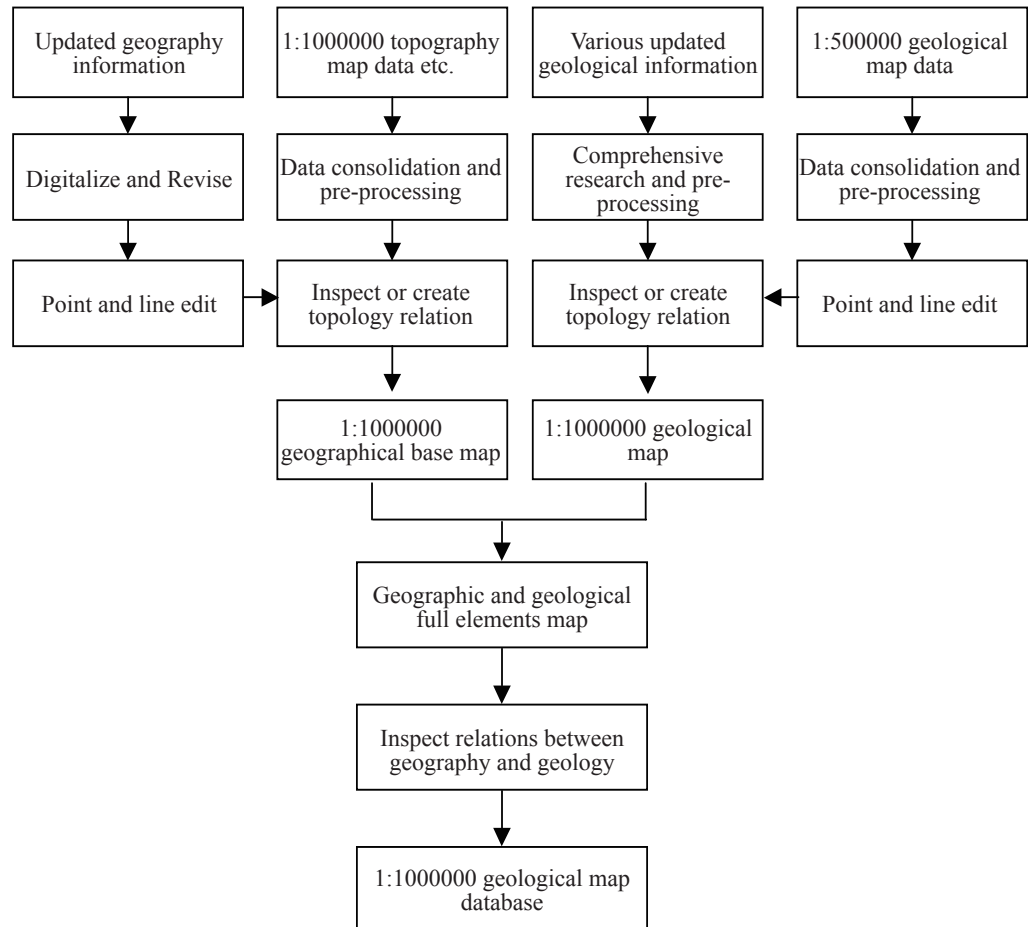 Updated geography
information
1:1000000 topography
map data etc.
Various updated
geological information
1:500000 geological
map data
Digitalize and Revise
Data consolidation and
pre-processing
Comprehensive
research and pre-
processing
Data consolidation and
pre-processing
Point and line edit
Inspect or create
topology relation
Inspect or create
topology relation
Point and line edit
1:1000000
geographical base map
1:1000000 geological
map
Geographic and geological
full elements map
Inspect relations between
geography and geology
1:1000000 geological map
database